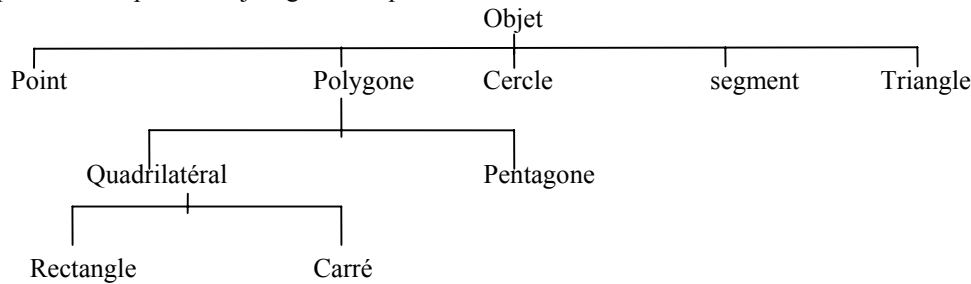 Objet
Point Polygone Cercle segment Triangle
Quadrilatéral Pentagone
Rectangle Carré